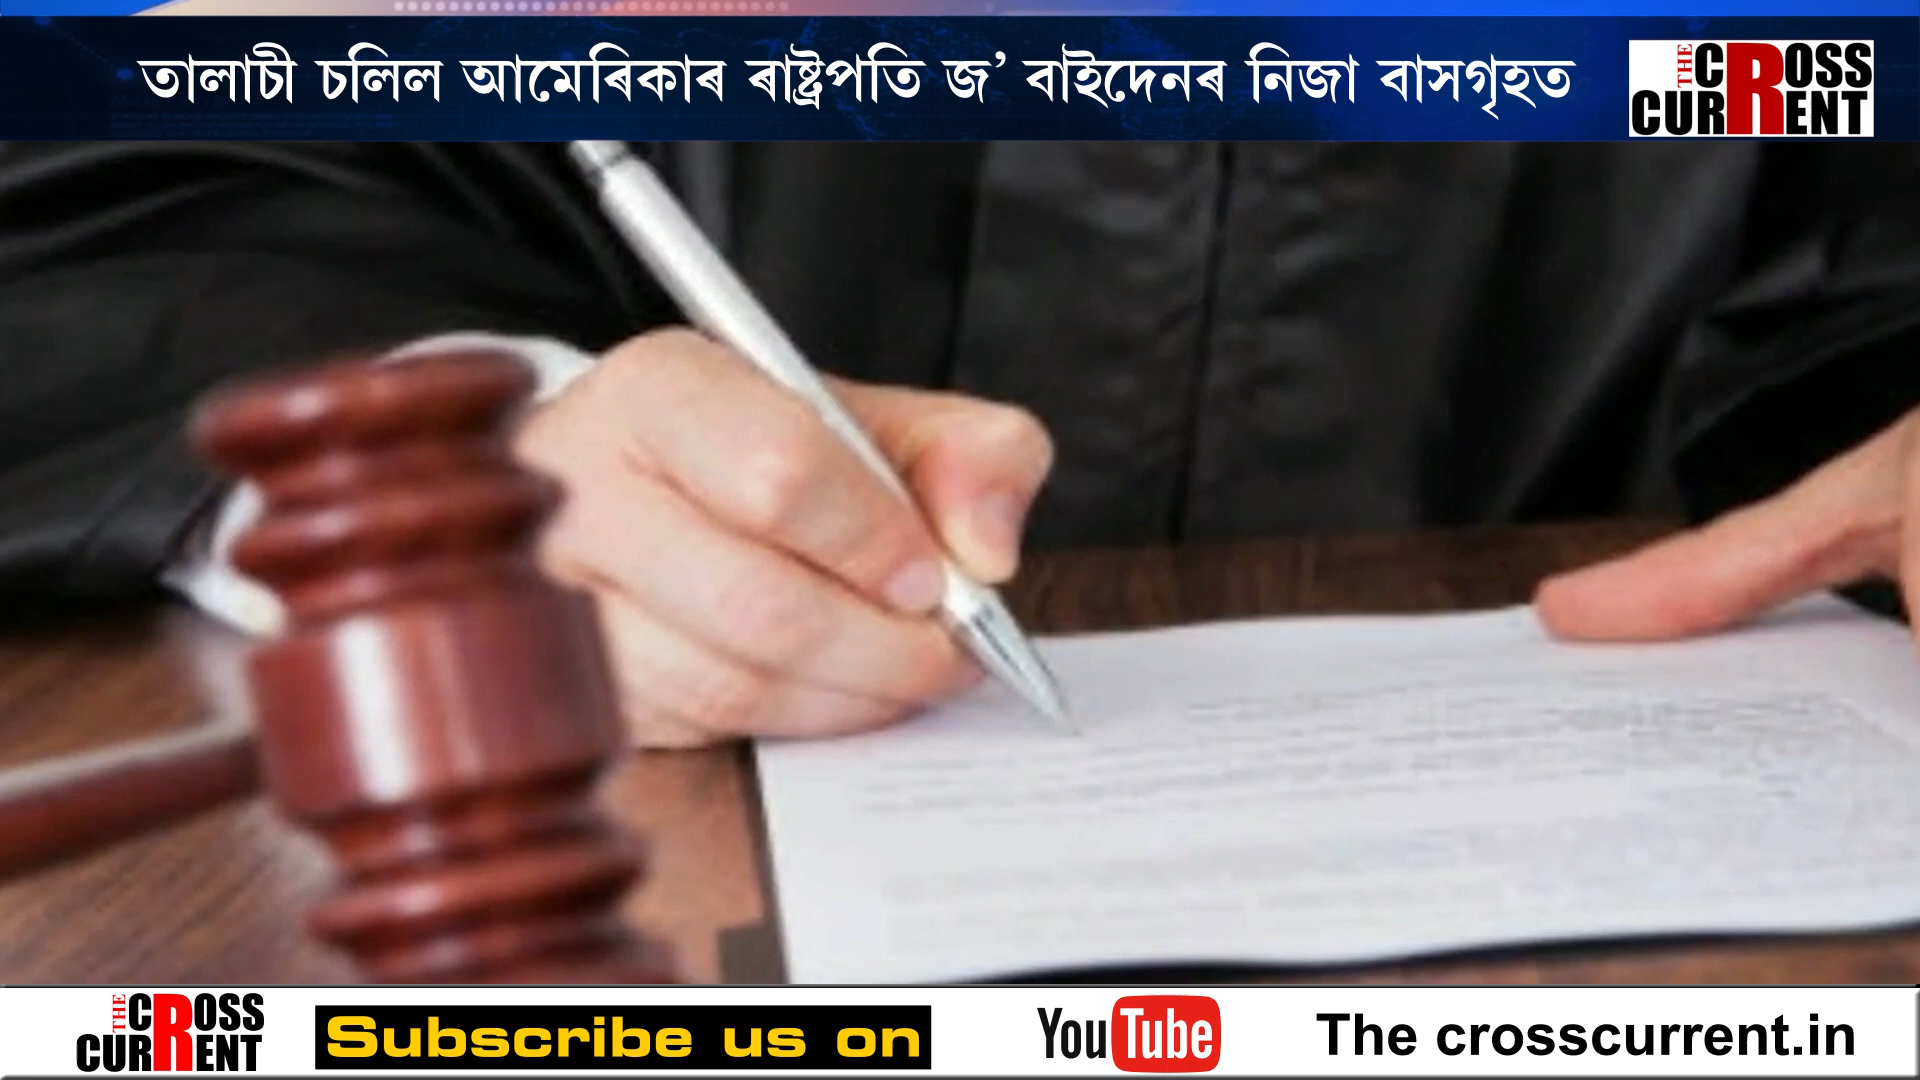 তালাচী চলিল আমেৰিকাৰ ৰাষ্ট্ৰপতি জ’ বাইদেনৰ নিজা বাসগৃহত
THE CROSS
CURRENT
THE CROSS
CURRENT
Subscribe us on
YouTube
The crosscurrent.in